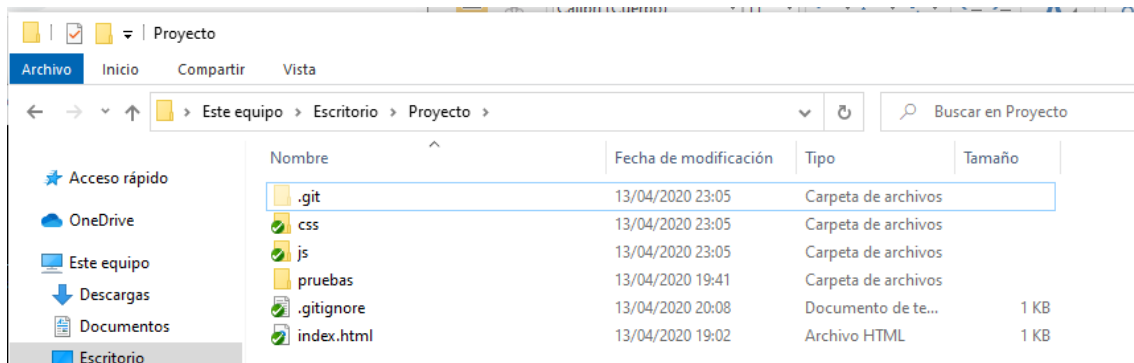 Proyecto
Archivo Inicio Compartir Vista
Este equipo > Escritorio > Proyecto > Buscar en Proyecto
Nombre Fecha de modificación Tipo Tamaño
Acceso rápido
OneDrive
Este equipo
Descargas
Documentos
Escritorio
.git 13/04/2020 23:05 Carpeta de archivos
css 13/04/2020 23:05 Carpeta de archivos
js 13/04/2020 23:05 Carpeta de archivos
pruebas 13/04/2020 19:41 Carpeta de archivos
.gitignore 13/04/2020 20:08 Documento de te... 1 KB
index.html 13/04/2020 19:02 Archivo HTML 1 KB